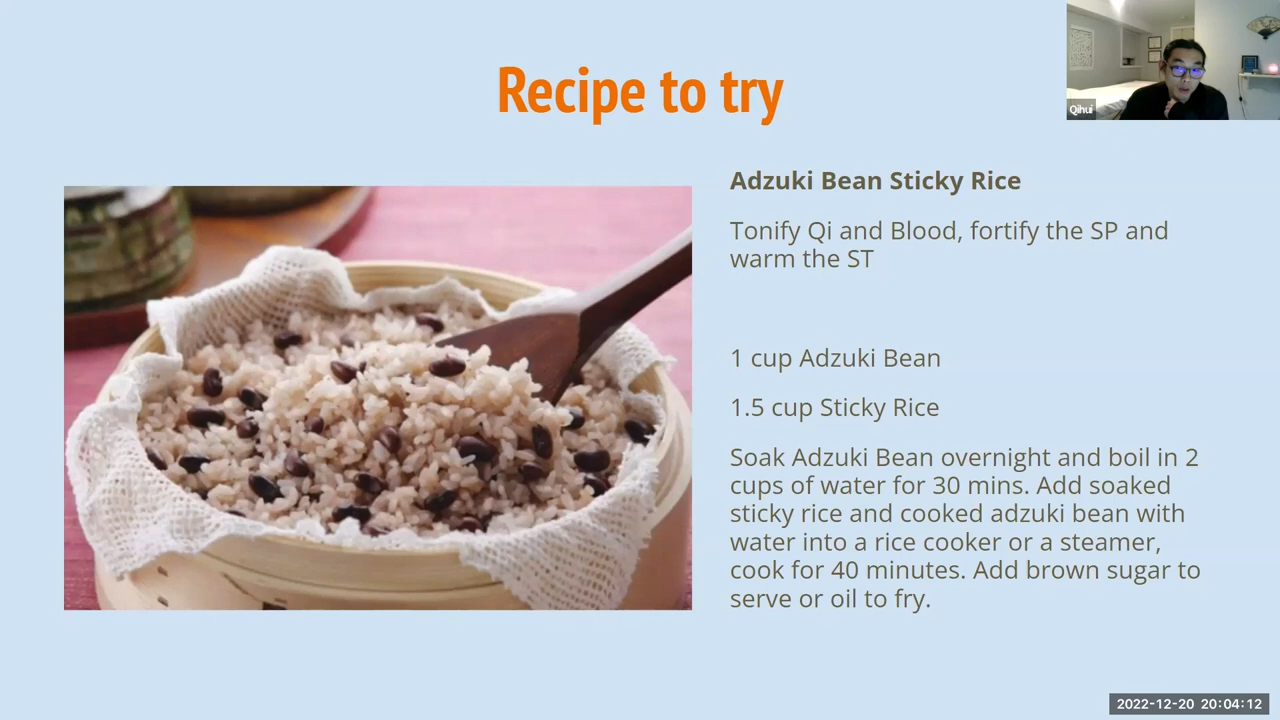 Recipe to try
Qihui
Adzuki Bean Sticky Rice
Tonify Qi and Blood, fortify the SP and
warm the ST
1 cup Adzuki Bean
1.5 cup Sticky Rice
Soak Adzuki Bean overnight and boil in 2
cups of water for 30 mins. Add soaked
sticky rice and cooked adzuki bean with
water into a rice cooker or a steamer,
cook for 40 minutes. Add brown sugar to
serve or oil to fry.
2022-12-20 20:04:12